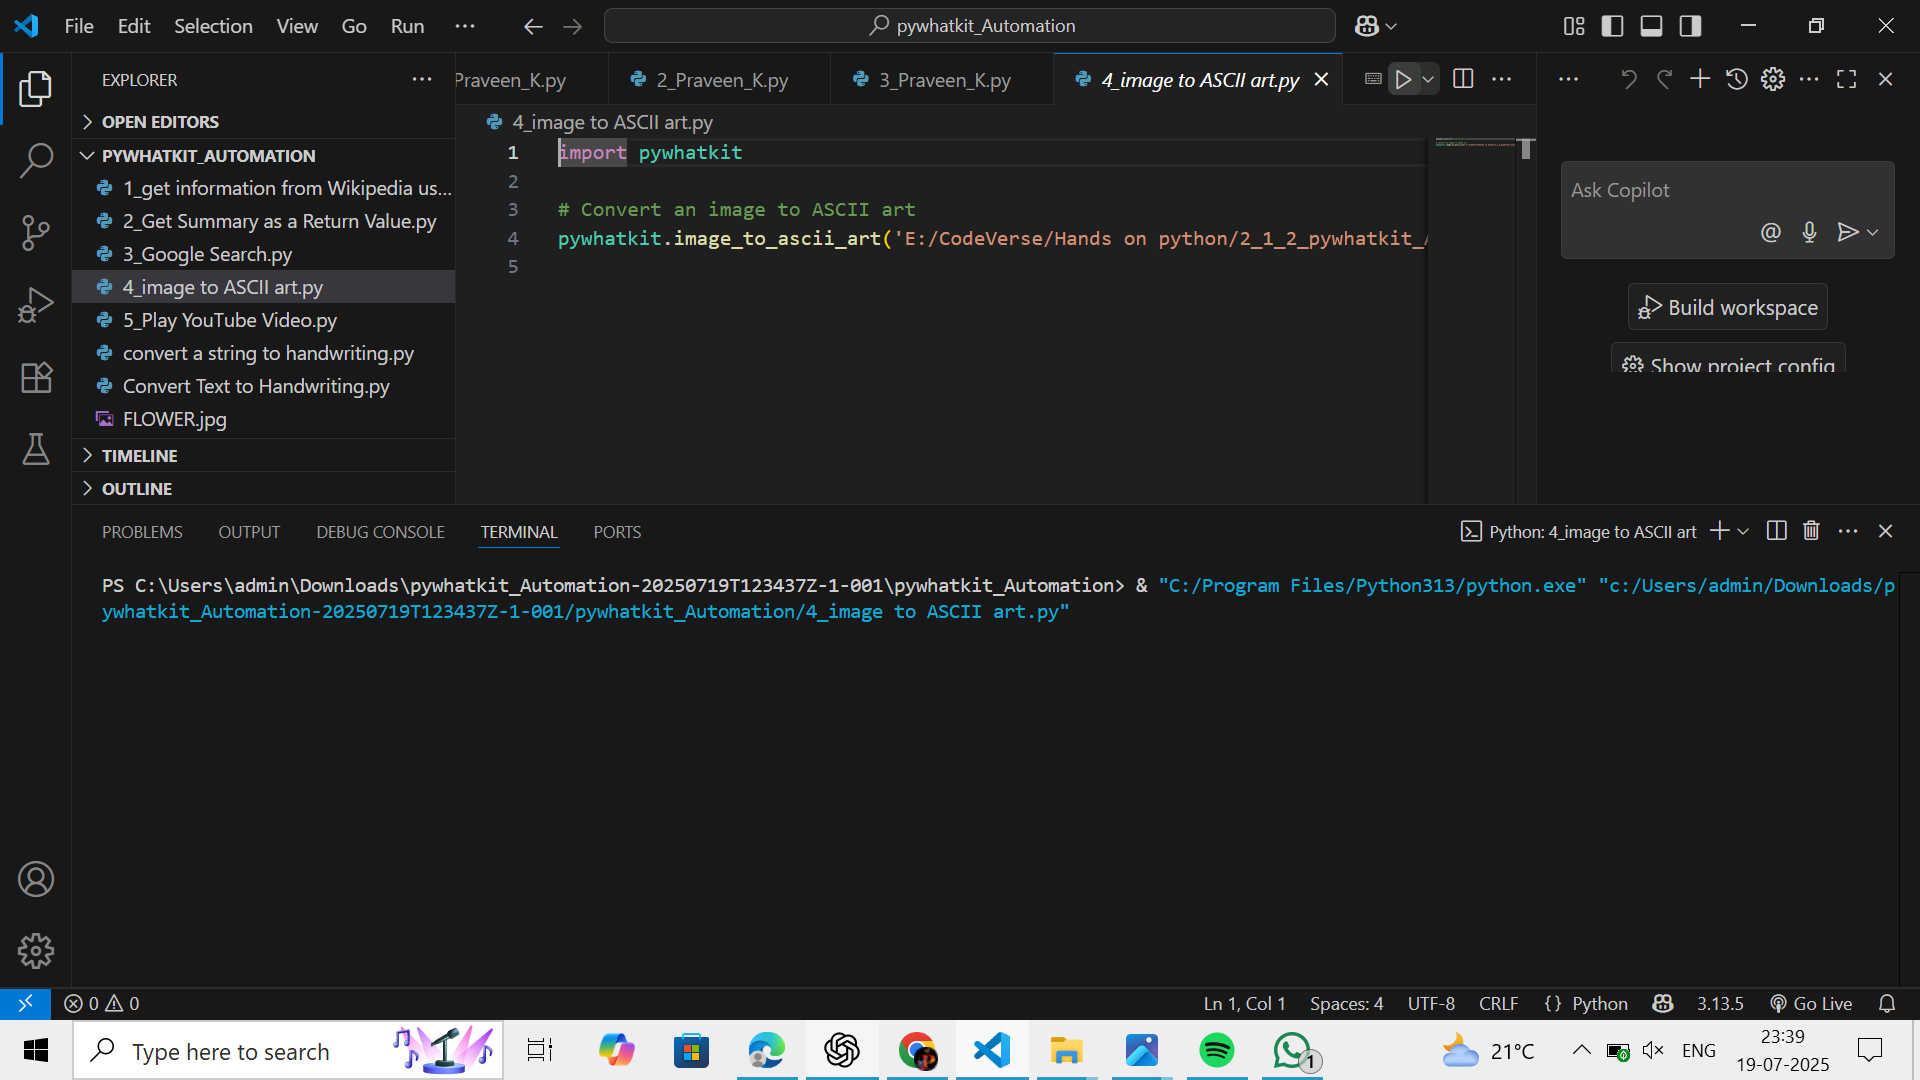 File Edit Selection View Go Run ···
pywhatkit_Automation
EXPLORER
OPEN EDITORS
PYWHATKIT_AUTOMATION
1_get information from Wikipedia us...
2_Get Summary as a Return Value.py
3_Google Search.py
4_image to ASCII art.py
5_Play YouTube Video.py
convert a string to handwriting.py
Convert Text to Handwriting.py
FLOWER.jpg
TIMELINE
OUTLINE
Praveen_K.py 2_Praveen_K.py 3_Praveen_K.py 4_image to ASCII art.py
4_image to ASCII art.py
1 import pywhatkit
2
3 # Convert an image to ASCII art
4 pywhatkit.image_to_ascii_art('E:/CodeVerse/Hands on python/2_1_2_pywhatkit_
5
Ask Copilot
@
Build workspace
Show project config
PROBLEMS OUTPUT DEBUG CONSOLE TERMINAL PORTS
Python: 4_image to ASCII art
PS C:\Users\admin\Downloads\pywhatkit_Automation-20250719T123437Z-1-001\pywhatkit_Automation> & "C:/Program Files/Python313/python.exe" "c:/Users/admin/Downloads/p
ywhatkit_Automation-20250719T123437Z-1-001/pywhatkit_Automation/4_image to ASCII art.py"
0 0
Ln 1, Col 1 Spaces: 4 UTF-8 CRLF {} Python 3.13.5 Go Live
Type here to search
1
21°C
ENG
23:39
19-07-2025